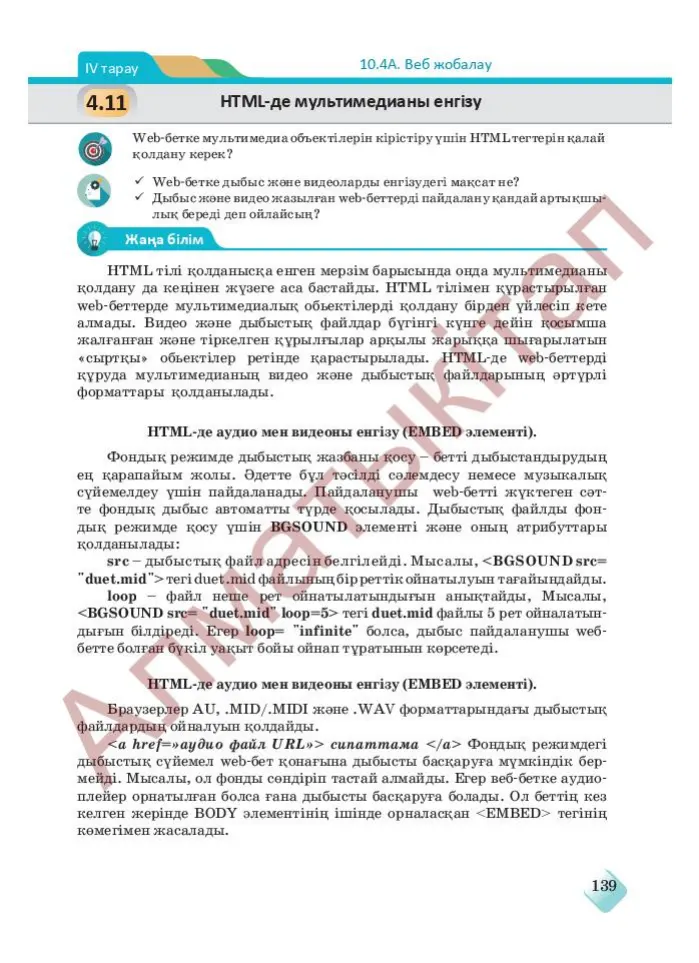 IV тарау
10.4А. Веб жобалау
4.11
HTML-де мультимедианы енгізу
Web-бетке мультимедиа объектілерін кірістіру үшін HTML тегтерін қалай
қолдану керек?
✓ Web-бетке дыбыс және видеоларды енгізудегі мақсат не?
✓ Дыбыс және видео жазылған web-беттерді пайдалану қандай артықшы-
лық береді деп ойлайсың?
Жаңа білім
HTML тілі қолданысқа енген мерзім барысында онда мультимедианы
қолдану да кеңінен жүзеге аса бастайды. HTML тілімен құрастырылған
web-беттерде мультимедиалық обьектілерді қолдану бірден үйлесіп кете
алмады. Видео және дыбыстық файлдар бүгінгі күнге дейін қосымша
жалғанған және тіркелген құрылғылар арқылы жарыққа шығарылатын
«сыртқы» обьектілер ретінде қарастырылады. HTML-де web-беттерді
құруда мультимедианың видео және дыбыстық файлдарының әртүрлі
форматтары қолданылады.
HTML-де аудио мен видеоны енгізу (EMBED элементі).
Фондық режимде дыбыстық жазбаны қосу – бетті дыбыстандырудың
ең қарапайым жолы. Әдетте бұл тәсілді сәлемдесу немесе музыкалық
сүйемелдеу үшін пайдаланады. Пайдаланушы web-бетті жүктеген сәт-
те фондық дыбыс автоматты түрде қосылады. Дыбыстық файлды фон-
дық режимде қосу үшін BGSOUND элементі және оның атрибуттары
қолданылады:
src – дыбыстық файл адресін белгілейді. Мысалы, <BGSOUND src=
"duet.mid"> тегі duet.mid файлының бір реттік ойнатылуын тағайындайды.
loop – файл неше рет ойнатылатындығын анықтайды, Мысалы,
<BGSOUND src= "duet.mid" loop=5> тегі duet.mid файлы 5 рет ойналатын-
дығын білдіреді. Егер loop= "infinite" болса, дыбыс пайдаланушы web-
бетте болған бүкіл уақыт бойы ойнап тұратынын көрсетеді.
HTML-де аудио мен видеоны енгізу (EMBED элементі).
Браузерлер AU, .MID/.MIDI және .WAV форматтарындағы дыбыстық
файлдардың ойналуын қолдайды.
<a href=»аудио файл URL»> сипаттама </a> Фондық режимдегі
дыбыстық сүйемел web-бет қонағына дыбысты басқаруға мүмкіндік бер-
мейді. Мысалы, ол фонды сөндіріп тастай алмайды. Егер веб-бетке аудио-
плейер орнатылған болса ғана дыбысты басқаруға болады. Ол беттің кез
келген жерінде BODY элементінің ішінде орналасқан <EMBED> тегінің
көмегімен жасалады.
139
Алматыкітап